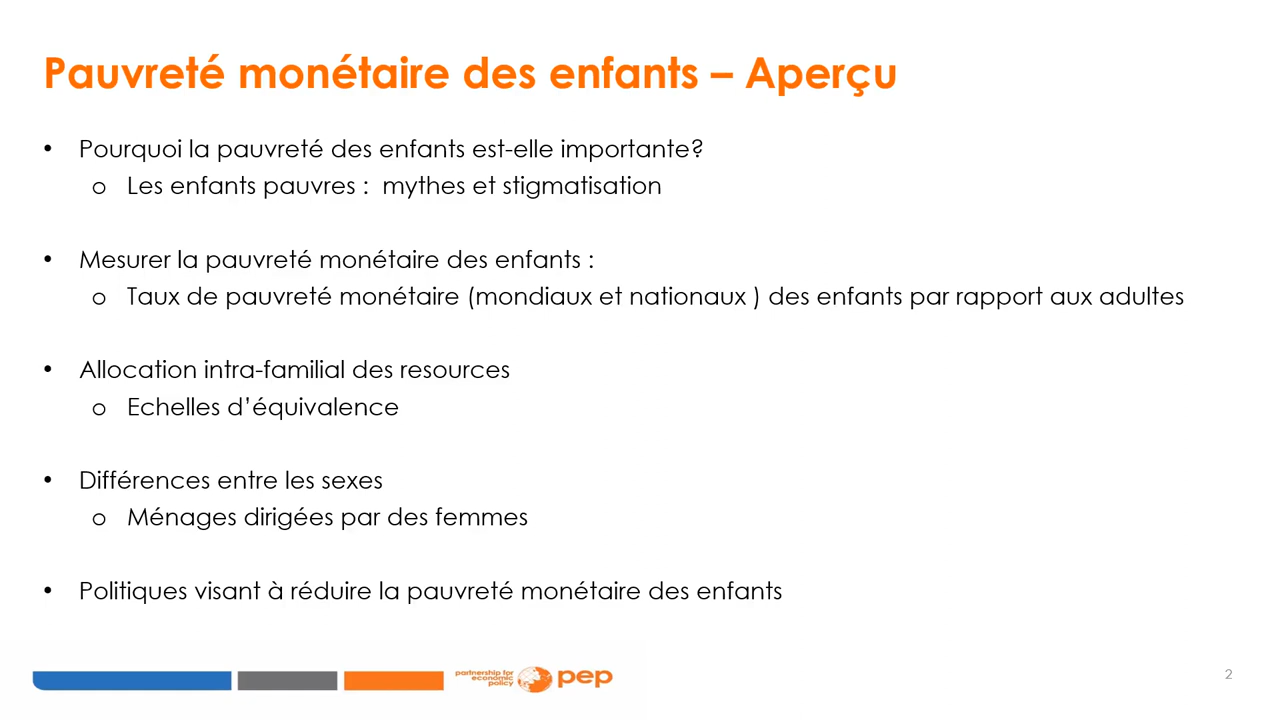 Pauvreté monétaire des enfants – Aperçu
• Pourquoi la pauvreté des enfants est-elle importante?
o Les enfants pauvres :  mythes et stigmatisation
• Mesurer la pauvreté monétaire des enfants :
o Taux de pauvreté monétaire (mondiaux et nationaux ) des enfants par rapport aux adultes
• Allocation intra-familial des resources
o Echelles d’équivalence
• Différences entre les sexes
o Ménages dirigées par des femmes
• Politiques visant à réduire la pauvreté monétaire des enfants
partnership for
economic
policy
pep
2